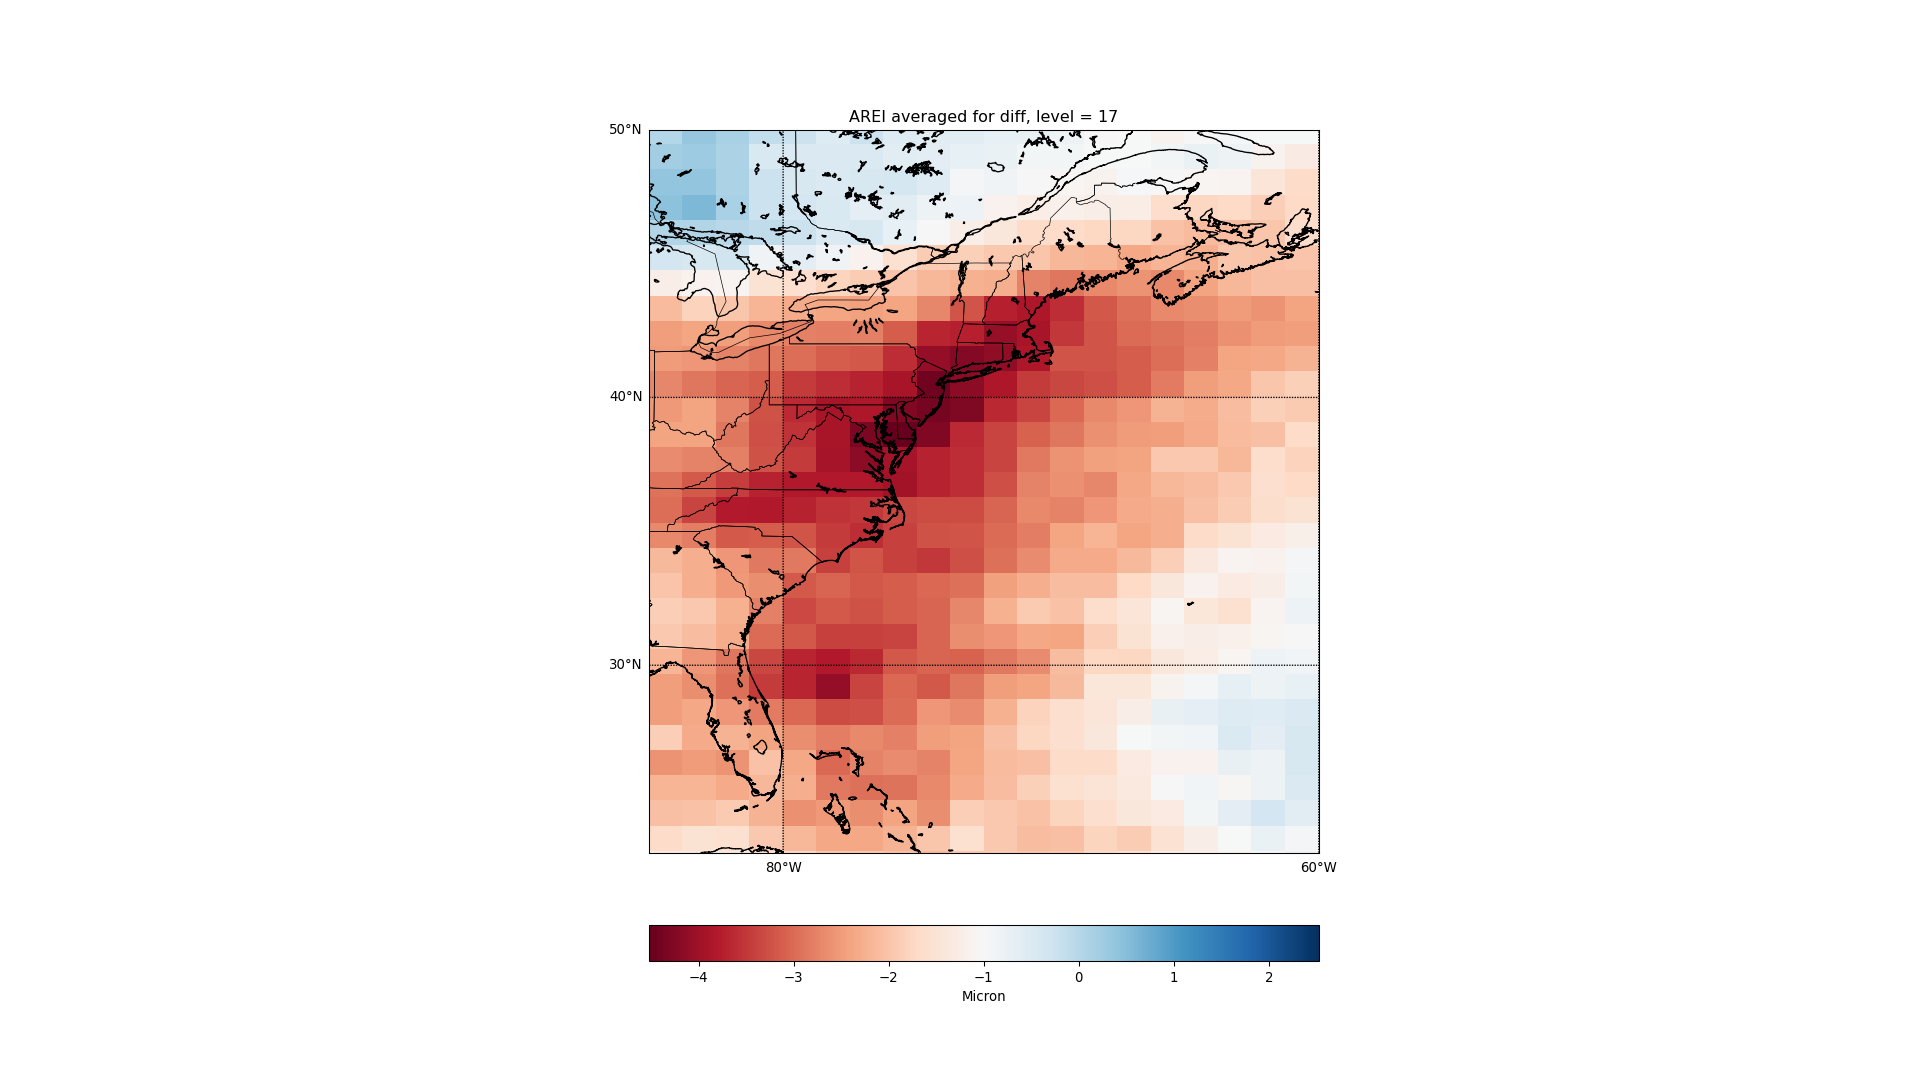 AREI averaged for diff, level = 17
50°N
40°N
30°N
80°W 60°W
−4 −3 −2 −1 0 1 2
Micron